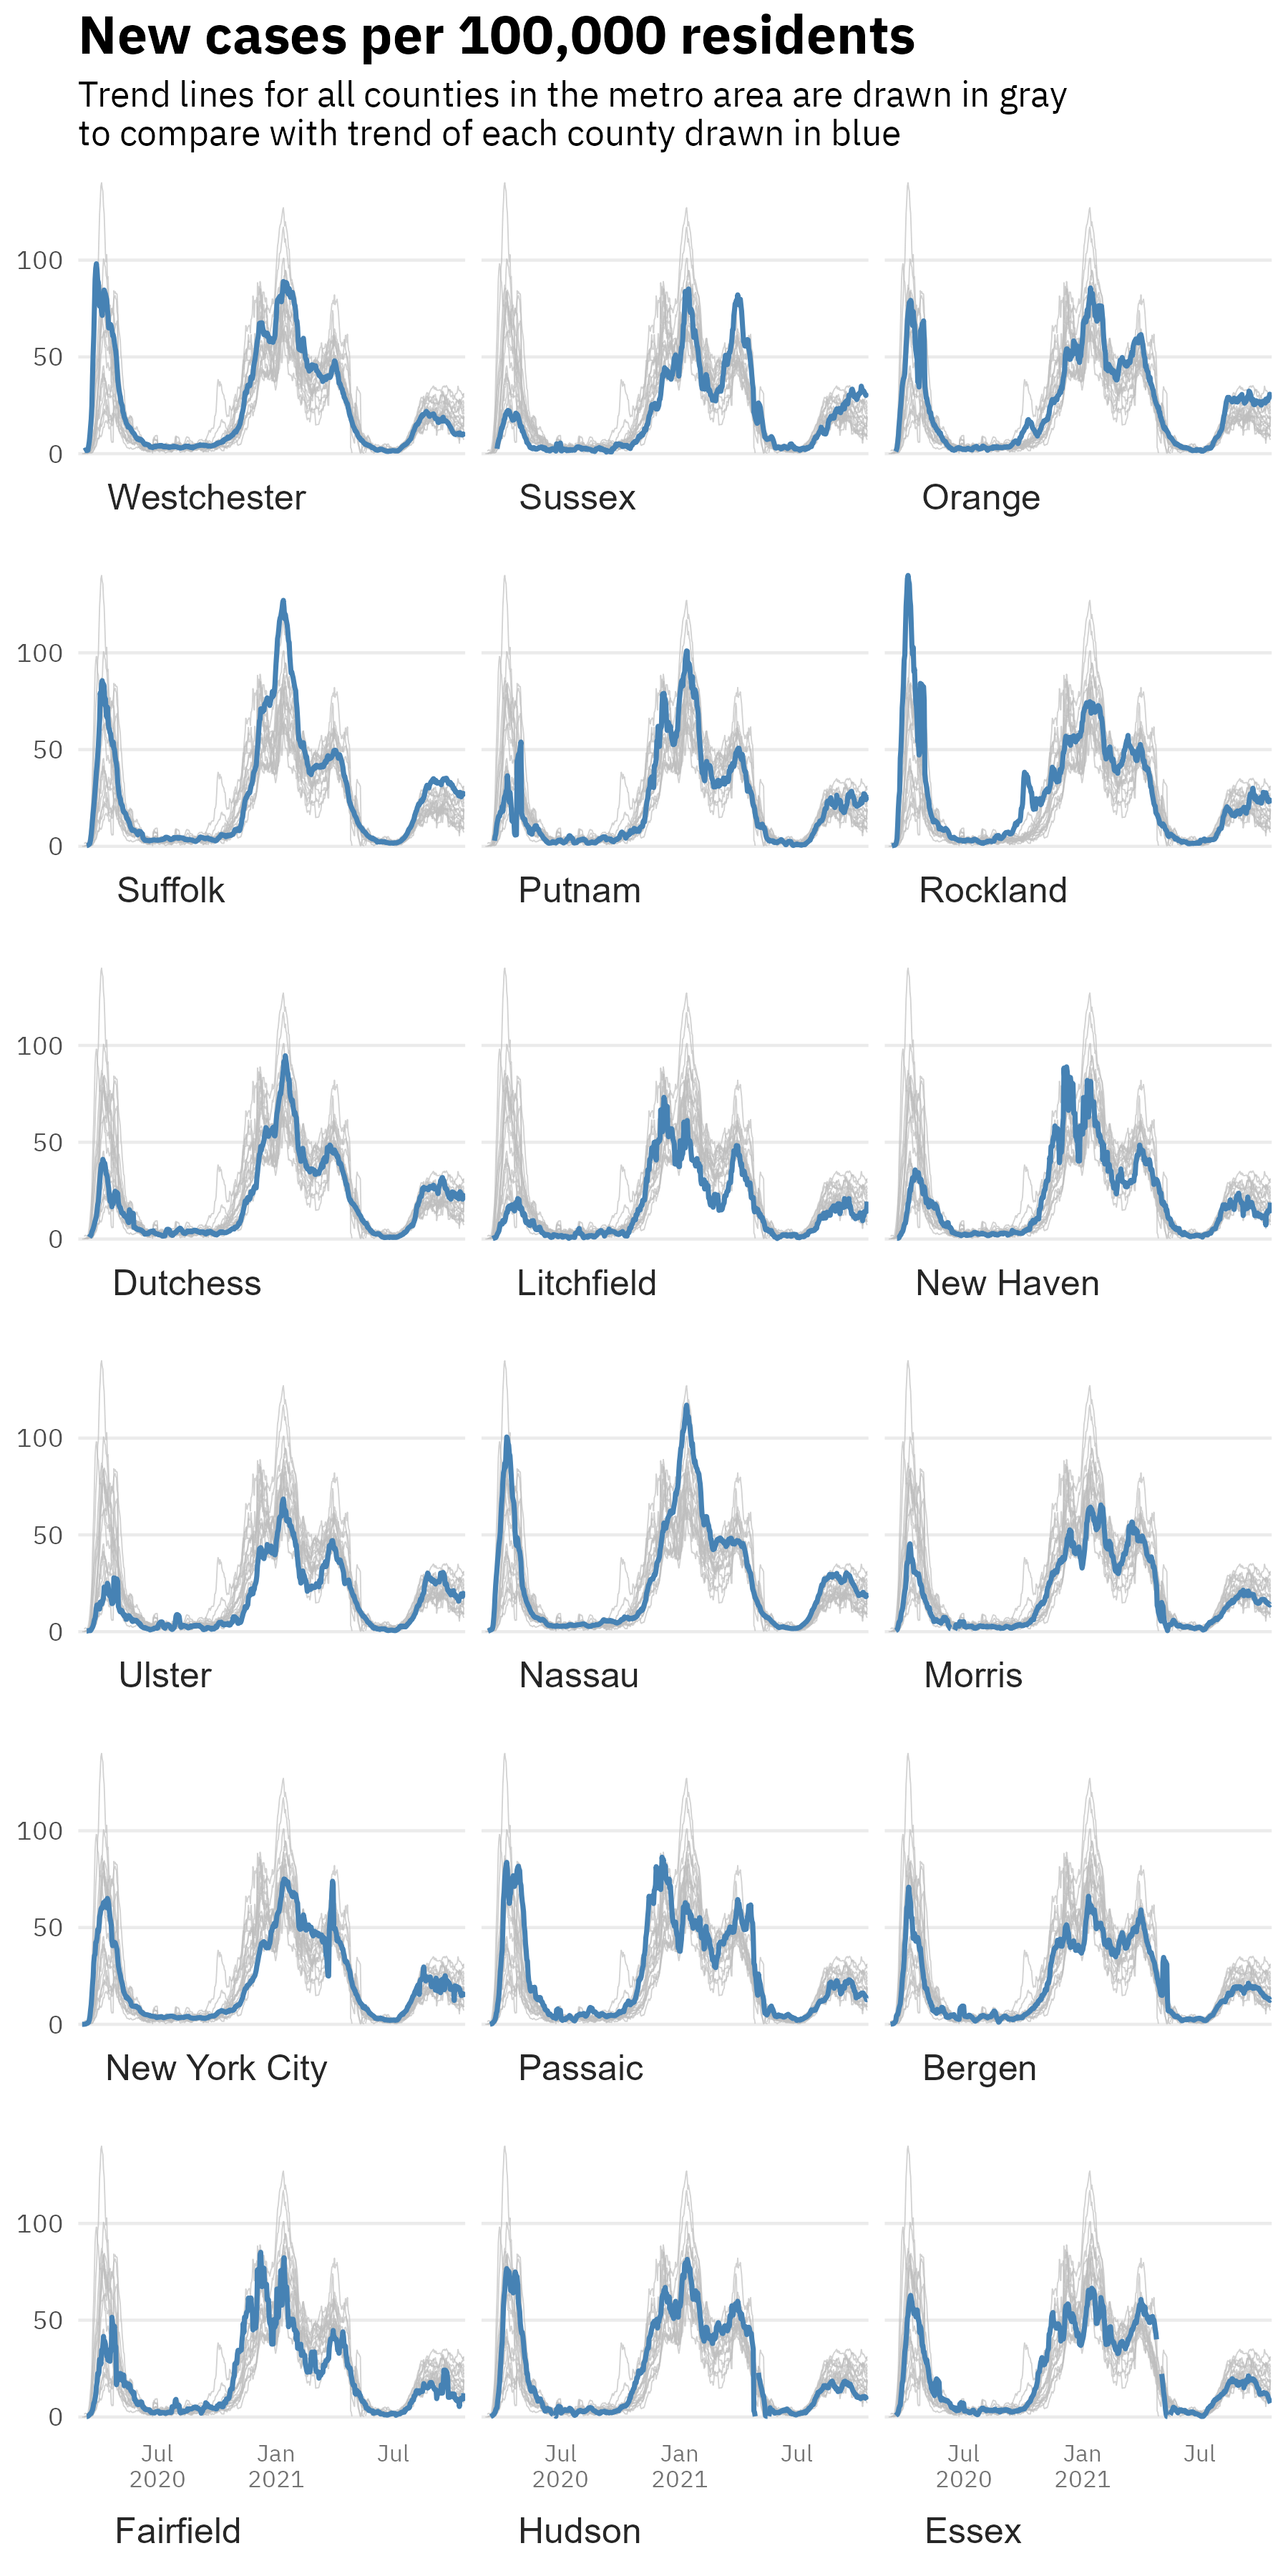 New cases per 100,000 residents
Trend lines for all counties in the metro area are drawn in gray
to compare with trend of each county drawn in blue
100
50
0
Westchester Sussex Orange
100
50
0
Suffolk Putnam Rockland
100
50
0
Dutchess Litchfield New Haven
100
50
0
Ulster Nassau Morris
100
50
0
New York City Passaic Bergen
100
50
0
Jul Jan Jul Jul Jan Jul Jul Jan Jul
2020 2021 2020 2021 2020 2021
Fairfield Hudson Essex